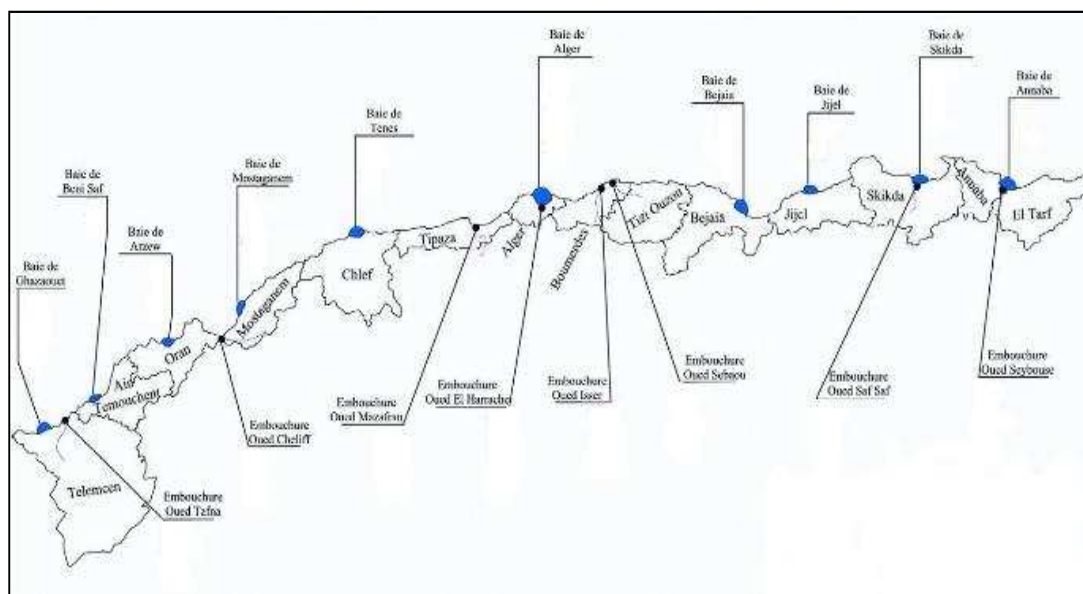 Baie de
Alger
Baie de
Skikda
Baie de
Bejaia
Baie de
Jijel
Baie de
Annaba
Baie de
Tenes
Baie de
Mostaganem
Baie de
Beni Saf
Baie de
Arzew
Baie de
Ghazaouet
Telemcen
Ain
Temouchent
Oran
Mostaganem
Chlef
Tipaza
Alger
Boumerdes
Tizi Ouzou
Bejaia
Jijel
Skikda
Annaba
El Tarf
Embouchure
Oued Tafna
Embouchure
Oued Cheliff
Embouchure
Oued Mazafran
Embouchure
Oued El Harrache
Embouchure
Oued Isser
Embouchure
Oued Sebaou
Embouchure
Oued Saf Saf
Embouchure
Oued Seybouse